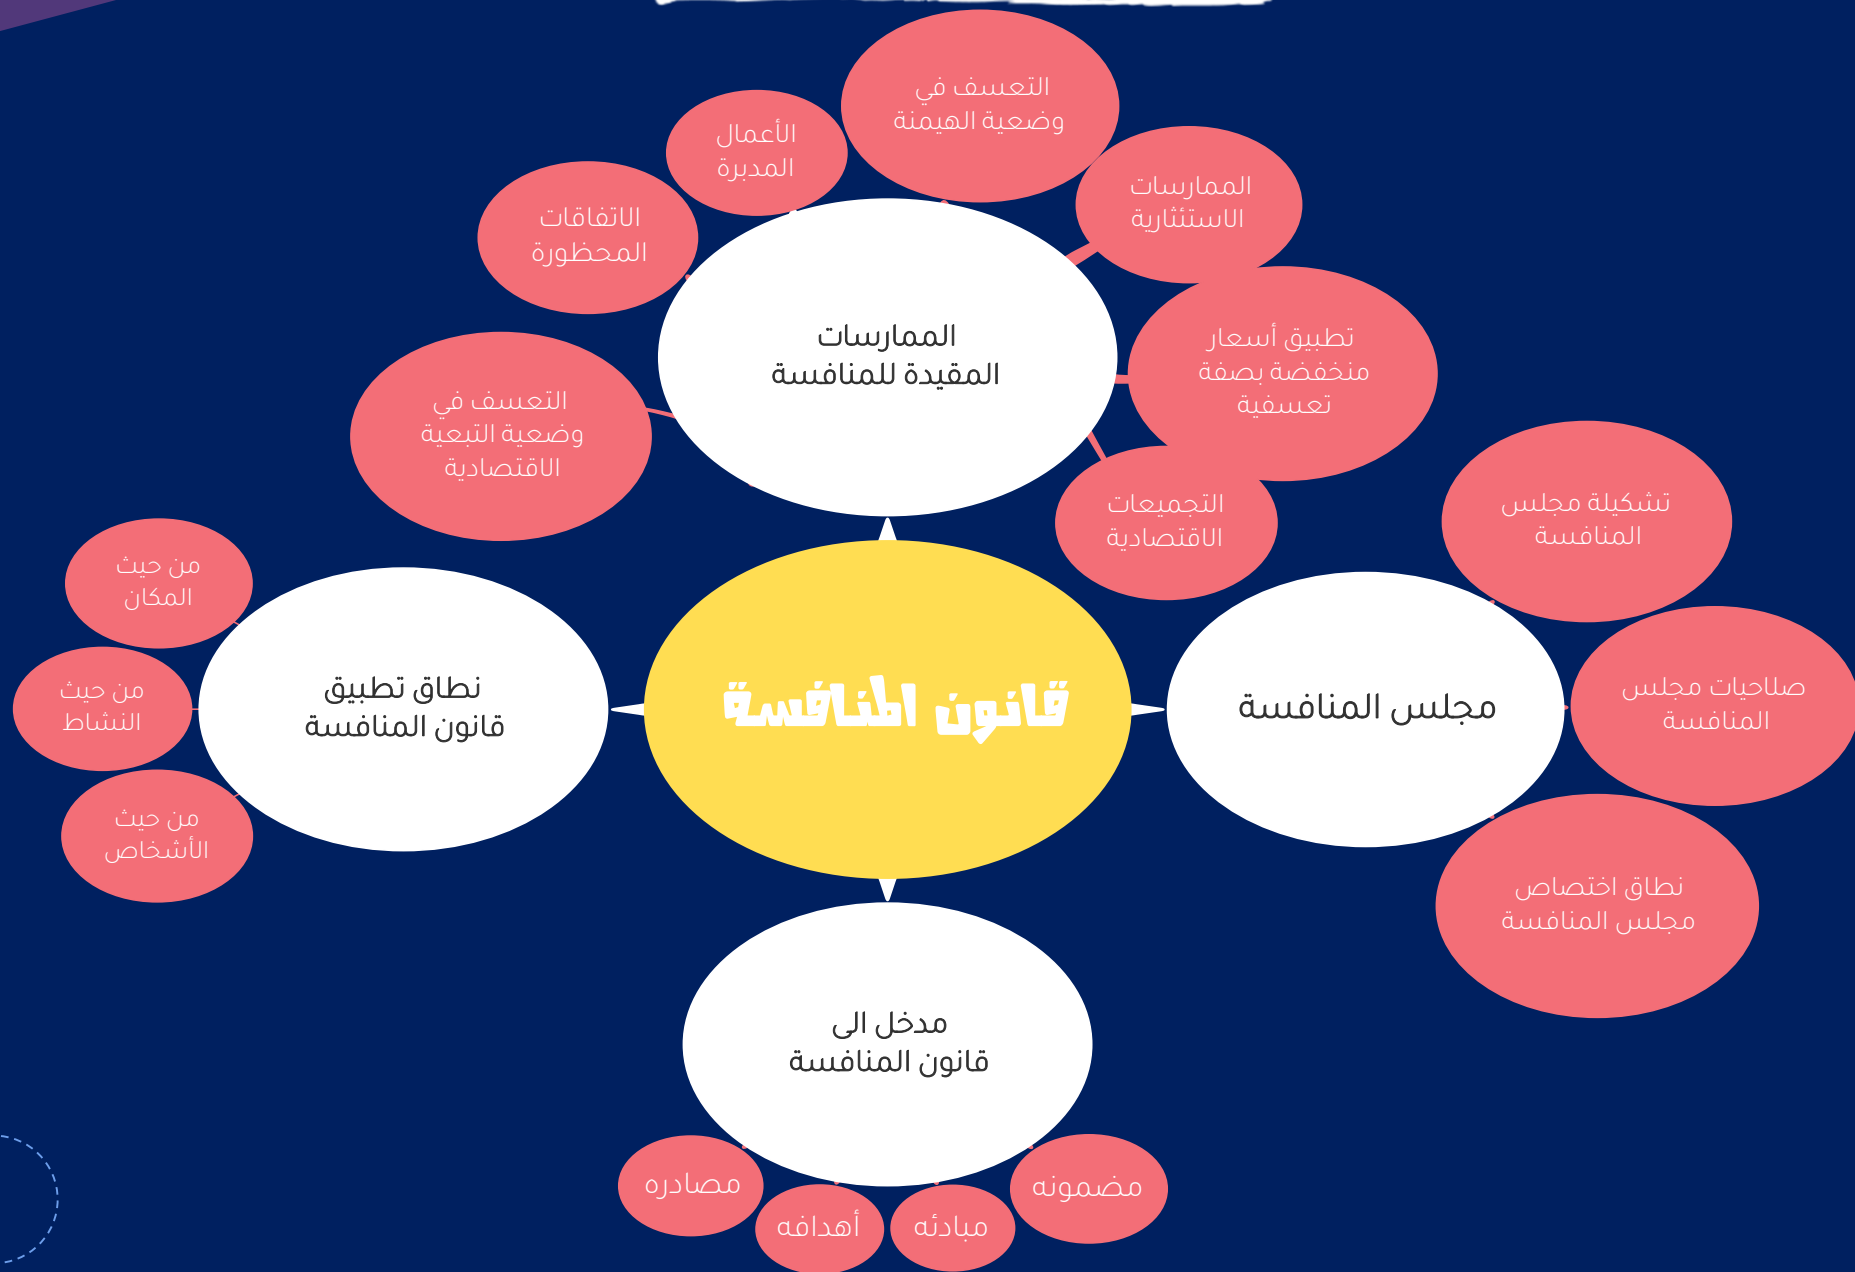 التعسف في
وضعية الهيمنة
الأعمال
المدبرة
الممارسات
الاستئثارية
الاتفاقات
المحظورة
الممارسات
المقيدة للمنافسة
تطبيق أسعار
منخفضة بصفة
تعسفية
التعسف في
وضعية التبعية
الاقتصادية
التجميعات
الاقتصادية
تشكيلة مجلس
المنافسة
صلاحيات مجلس
المنافسة
نطاق اختصاص
مجلس المنافسة
مجلس المنافسة
قانون المنافسة
نطاق تطبيق
قانون المنافسة
من حيث
المكان
من حيث
النشاط
من حيث
الأشخاص
مدخل الى
قانون المنافسة
مضمونه
مبادئه
أهدافه
مصادره